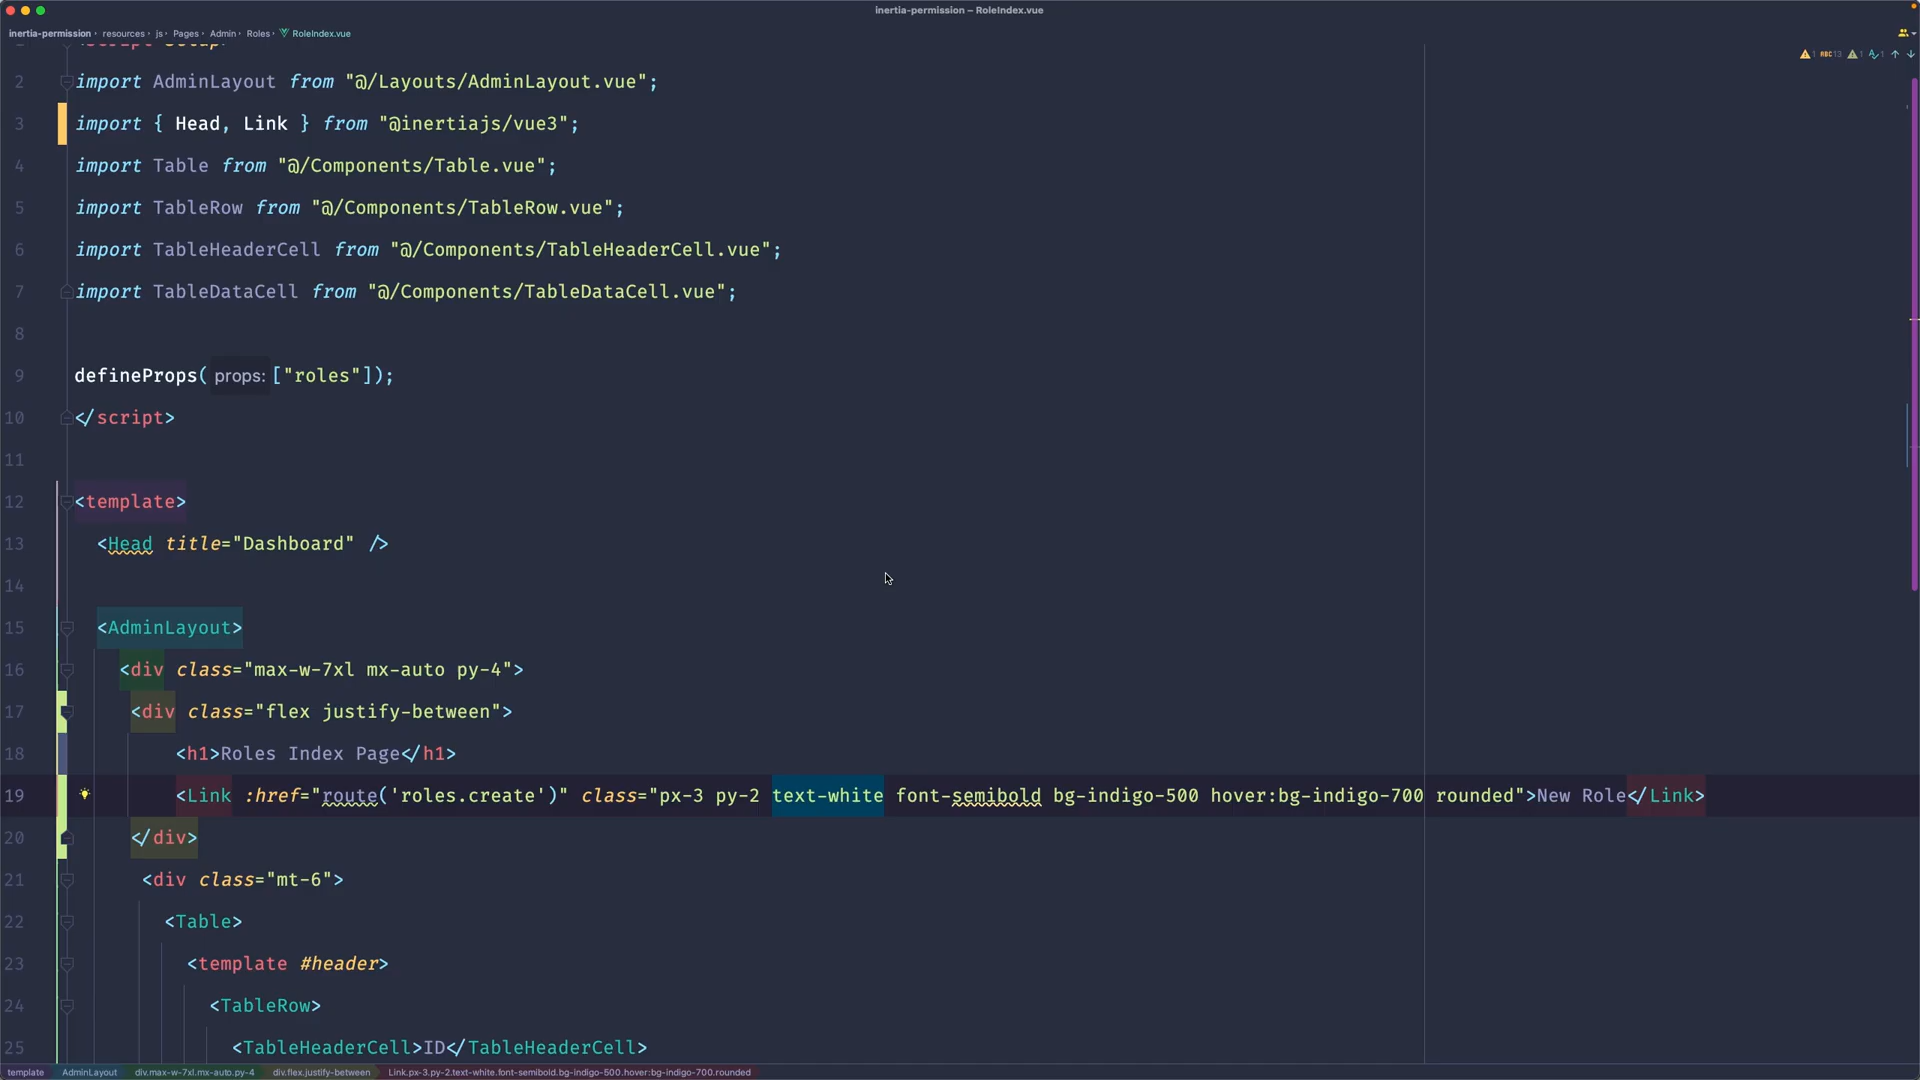 inertia-permission – RoleIndex.vue
inertia-permission › resources › js › Pages › Admin › Roles › RoleIndex.vue
1 <script setup>
1 ABC 13 1 1
2 import AdminLayout from "@/Layouts/AdminLayout.vue";
3 import { Head, Link } from "@inertiajs/vue3";
4 import Table from "@/Components/Table.vue";
5 import TableRow from "@/Components/TableRow.vue";
6 import TableHeaderCell from "@/Components/TableHeaderCell.vue";
7 import TableDataCell from "@/Components/TableDataCell.vue";
8
9 defineProps( props: ["roles"]);
10 </script>
11
12 <template>
13 <Head title="Dashboard" />
14
15 <AdminLayout>
16 <div class="max-w-7xl mx-auto py-4">
17 <div class="flex justify-between">
18 <h1>Roles Index Page</h1>
19 <Link :href="route('roles.create')" class="px-3 py-2 text-white font-semibold bg-indigo-500 hover:bg-indigo-700 rounded">New Role</Link>
20 </div>
21 <div class="mt-6">
22 <Table>
23 <template #header>
24 <TableRow>
25 <TableHeaderCell>ID</TableHeaderCell>
template AdminLayout div.max-w-7xl.mx-auto.py-4 div.flex.justify-between Link.px-3.py-2.text-white.font-semibold.bg-indigo-500.hover:bg-indigo-700.rounded